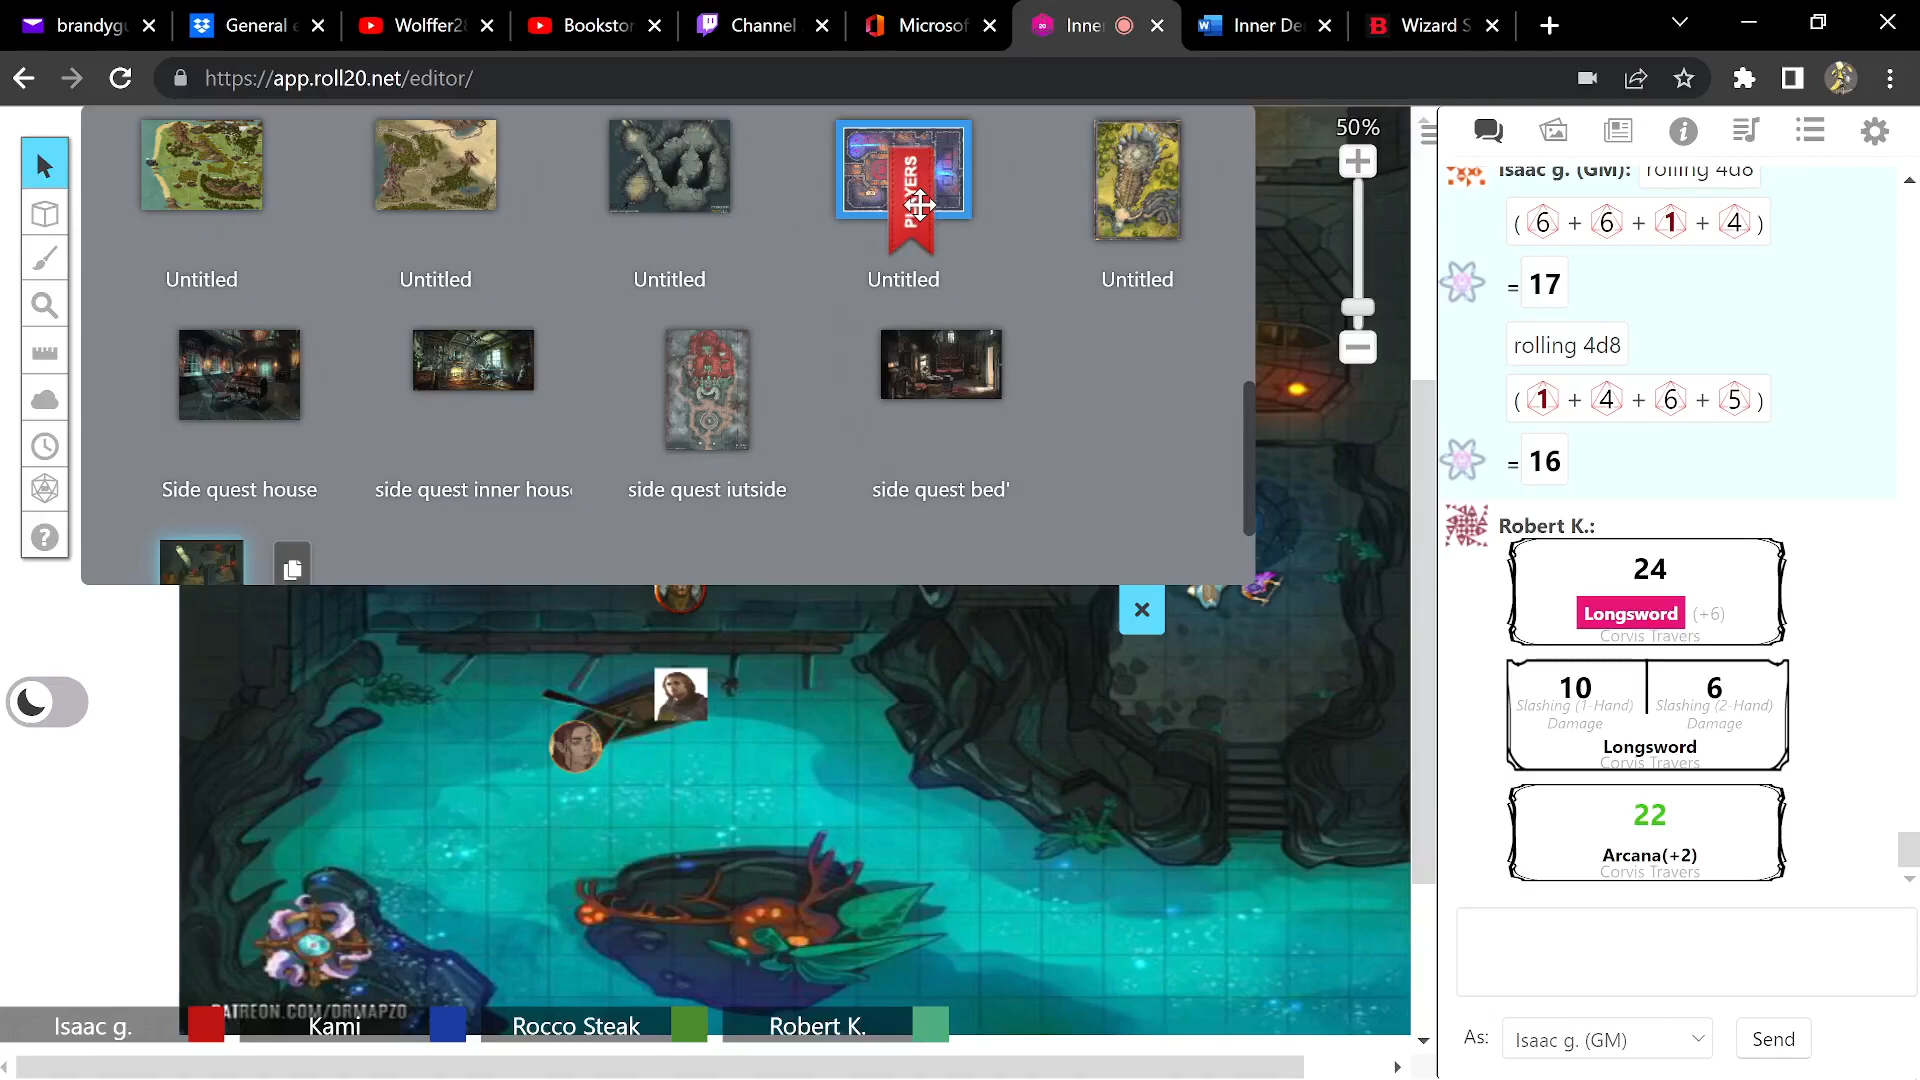 brandygu
General e
Wolffer28
Bookstor
Channel
Microsof
Inne
Inner De
Wizard S
https://app.roll20.net/editor/
50%
PLAYERS
Untitled
Untitled
Untitled
Untitled
Untitled
Side quest house
side quest inner hous
side quest iutside
side quest bed'
Isaac g. (GM): rolling 4d8
(6 + 6 + 1 + 4)
= 17
rolling 4d8
(1 + 4 + 6 + 5)
= 16
Robert K.:
24
Longsword (+6)
Corvis Travers
10 6
Slashing (1-Hand) Slashing (2-Hand)
Damage Damage
Longsword
Corvis Travers
22
Arcana(+2)
Corvis Travers
PATREON.COM/DRMAPZO
Isaac g. Kami Rocco Steak Robert K.
As: Isaac g. (GM) Send